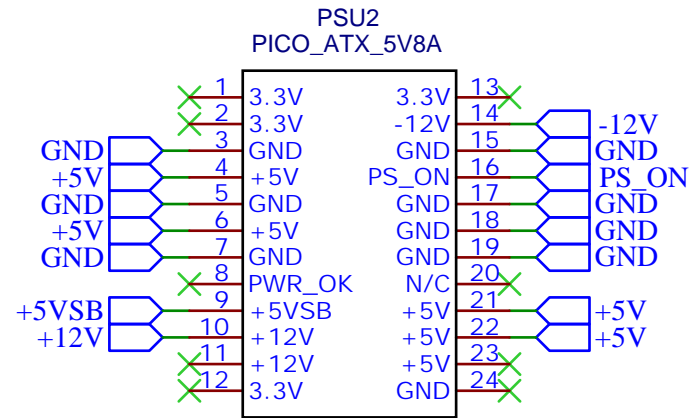 PSU2
PICO_ATX_5V8A
1 3.3V 3.3V 13
2 3.3V -12V 14 -12V
GND 3 GND GND 15 GND
+5V 4 +5V PS_ON 16 PS_ON
GND 5 GND GND 17 GND
+5V 6 +5V GND 18 GND
GND 7 GND GND 19 GND
8 PWR_OK N/C 20
+5VSB 9 +5VSB +5V 21 +5V
+12V 10 +12V +5V 22 +5V
11 +12V +5V 23
12 3.3V GND 24